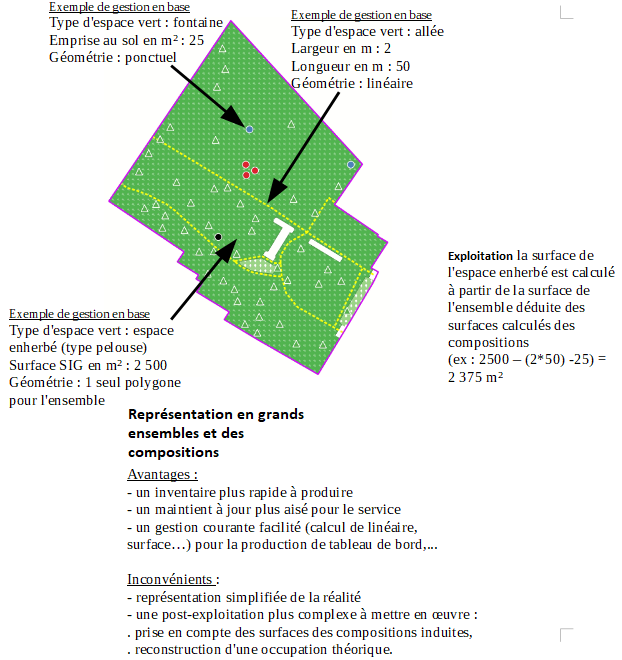 Exemple de gestion en base
Type d'espace vert : fontaine
Emprise au sol en m² : 25
Géométrie : ponctuel
Exemple de gestion en base
Type d'espace vert : allée
Largeur en m : 2
Longueur en m : 50
Géométrie : linéaire
Exploitation la surface de
l'espace enherbé est calculé
à partir de la surface de
l'ensemble déduite des
surfaces calculés des
compositions
(ex : 2500 – (2*50) -25) =
2 375 m²
Exemple de gestion en base
Type d'espace vert : espace
enherbé (type pelouse)
Surface SIG en m² : 2 500
Géométrie : 1 seul polygone
pour l'ensemble
Représentation en grands
ensembles et des
compositions
Avantages :
- un inventaire plus rapide à produire
- un maintient à jour plus aisé pour le service
- un gestion courante facilité (calcul de linéaire,
surface…) pour la production de tableau de bord,...
Inconvénients :
- représentation simplifiée de la réalité
- une post-exploitation plus complexe à mettre en œuvre :
. prise en compte des surfaces des compositions induites,
. reconstruction d'une occupation théorique.